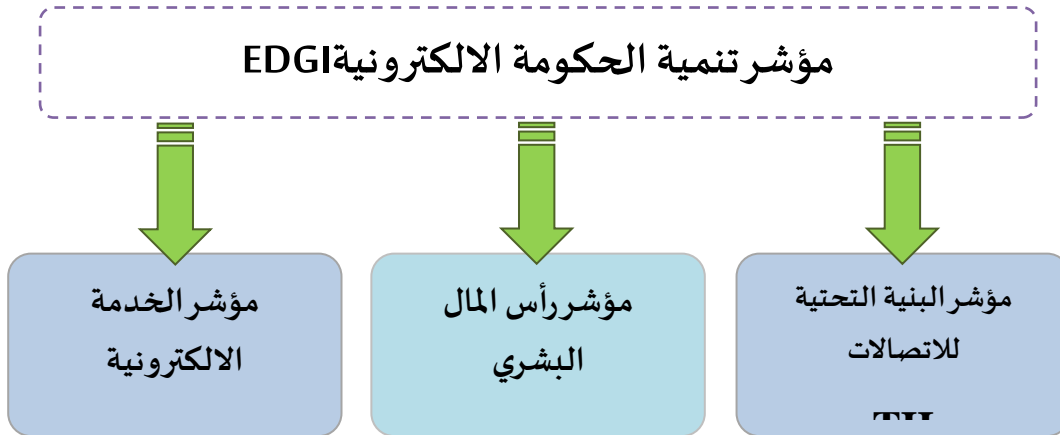 مؤشر تنمية الحكومة الالكترونيةEDGI
مؤشر البنية التحتية
للاتصالات
مؤشر رأس المال
البشري
مؤشر الخدمة
الالكترونية